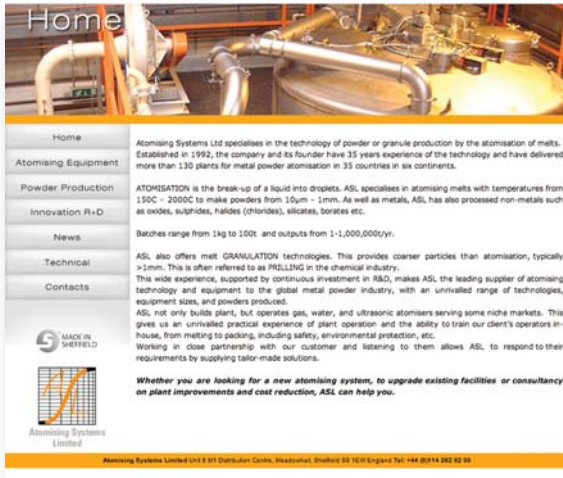 Home
Home
Atomising Equipment
Powder Production
Innovation R+D
News
Technical
Contacts
MADE IN
SHEFFIELD
Atomising Systems
Limited
Atomising Systems Ltd specialises in the technology of powder or granule production by the atomisation of melts.
Established in 1992, the company and its founder have 35 years experience of the technology and have delivered
more than 130 plants for metal powder atomisation in 35 countries in six continents.
ATOMISATION is the break-up of a liquid into droplets. ASL specialises in atomising melts with temperatures from
150C – 2000C to make powders from 10µm – 1mm. As well as metals, ASL has also processed non-metals such
as oxides, sulphides, halides (chlorides), silicates, borates etc.
Batches range from 1kg to 100t and outputs from 1-1,000,000t/yr.
ASL also offers melt GRANULATION technologies. This provides coarser particles than atomisation, typically
>1mm. This is often referred to as PRILLING in the chemical industry.
This wide experience, supported by continuous investment in R&D, makes ASL the leading supplier of atomising
technology and equipment to the global metal powder industry, with an unrivalled range of technologies,
equipment sizes, and powders produced.
ASL not only builds plant, but operates gas, water, and ultrasonic atomisers serving some niche markets. This
gives us an unrivalled practical experience of plant operation and the ability to train our client's operators in-
house, from melting to packing, including safety, environmental protection, etc.
Working in close partnership with our customer and listening to them allows ASL to respond to their
requirements by supplying tailor-made solutions.
Whether you are looking for a new atomising system, to upgrade existing facilities or consultancy
on plant improvements and cost reduction, ASL can help you.
Atomising Systems Limited Unit 8 M1 Distribution Centre, Meadowhall, Sheffield S9 1EW England Tel: